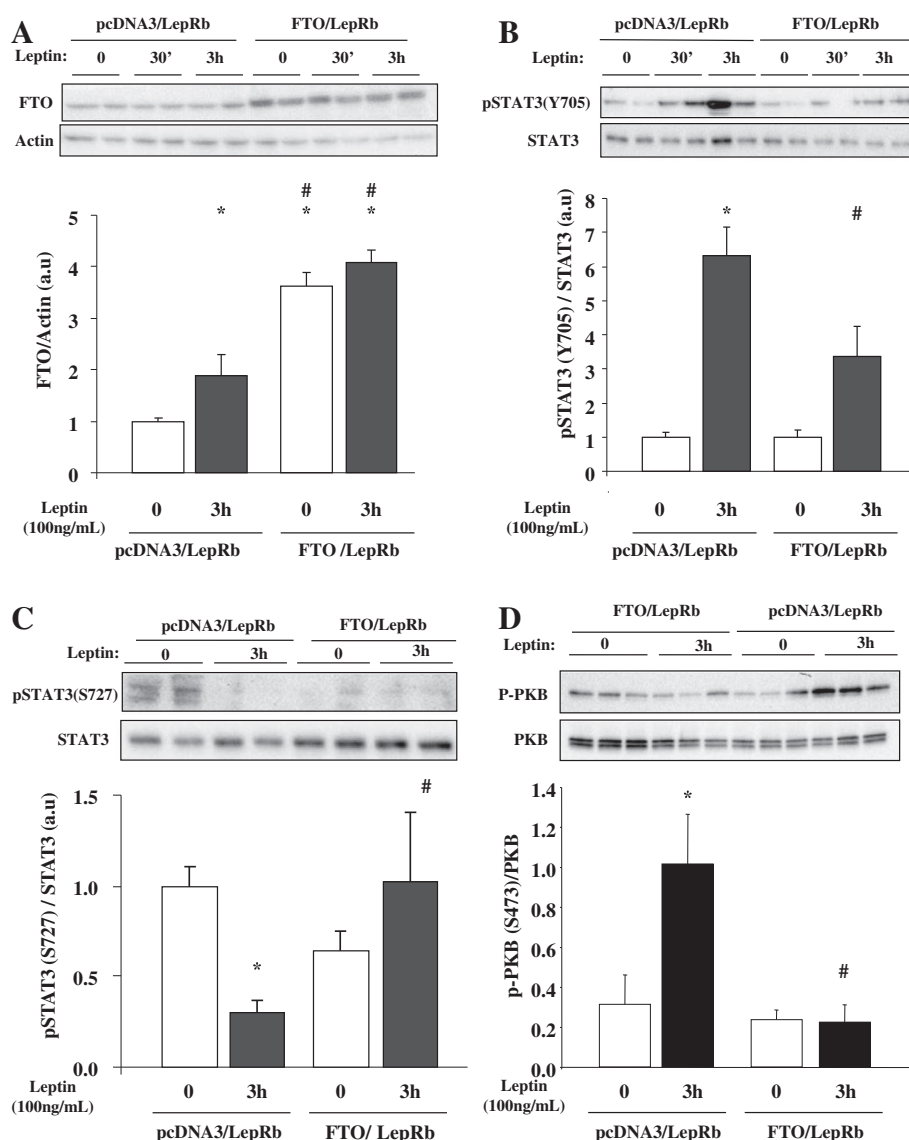 A
pcDNA3/LepRb FTO/LepRb
Leptin: 0 30’ 3h 0 30’ 3h
FTO
Actin
FTO/Actin (a.u)
5
4
3
2
1
0
*
#
*
#
*
Leptin
(100ng/mL)
0 3h 0 3h
pcDNA3/LepRb FTO /LepRb
B
pcDNA3/LepRb FTO/LepRb
Leptin: 0 30’ 3h 0 30’ 3h
pSTAT3(Y705)
STAT3
pSTAT3 (Y705) / STAT3 (a.u)
8
7
6
5
4
3
2
1
0
*
#
Leptin
(100ng/mL)
0 3h 0 3h
pcDNA3/LepRb FTO/LepRb
C
pcDNA3/LepRb FTO/LepRb
Leptin: 0 3h 0 3h
pSTAT3(S727)
STAT3
pSTAT3 (S727) / STAT3 (a.u)
1.5
1.0
0.5
0.0
*
#
Leptin
(100ng/mL)
0 3h 0 3h
pcDNA3/LepRb FTO/ LepRb
D
FTO/LepRb pcDNA3/LepRb
Leptin: 0 3h 0 3h
P-PKB
PKB
p-PKB (S473)/PKB
1.4
1.2
1.0
0.8
0.6
0.4
0.2
0.0
*
#
Leptin
(100ng/mL)
0 3h 0 3h
pcDNA3/LepRb FTO/LepRb